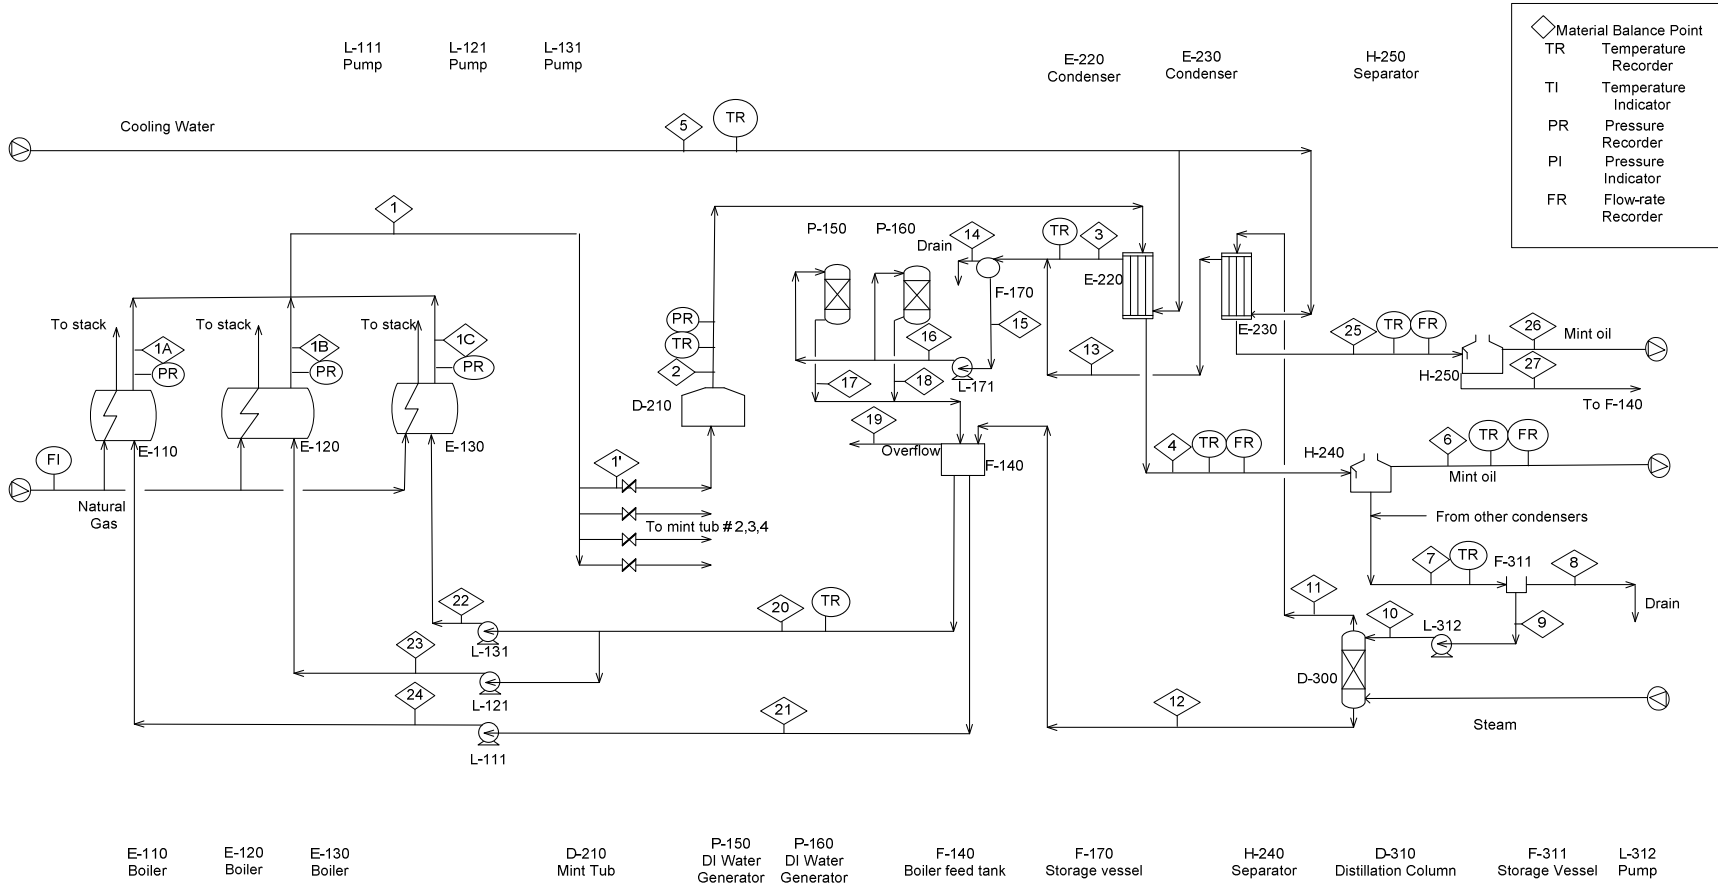 L-111
Pump
L-121
Pump
L-131
Pump
E-220
Condenser
E-230
Condenser
H-250
Separator
Material Balance Point
TR Temperature
Recorder
TI Temperature
Indicator
PR Pressure
Recorder
PI Pressure
Indicator
FR Flow-rate
Recorder
Cooling Water
5
TR
1
P-150
P-160
Drain
14
TR
3
E-220
F-170
E-230
To stack
To stack
To stack
1A
PR
1B
PR
1C
PR
PR
TR
2
D-210
16
15
13
L-171
17
18
25
TR
FR
26
Mint oil
27
H-250
To F-140
E-110
E-120
E-130
FI
Natural
Gas
19
Overflow
F-140
1'
To mint tub #2,3,4
4
TR
FR
H-240
6
TR
FR
Mint oil
From other condensers
7
TR
F-311
8
Drain
9
11
10
L-312
D-300
Steam
12
22
L-131
20
TR
23
L-121
24
L-111
21
E-110
Boiler
E-120
Boiler
E-130
Boiler
D-210
Mint Tub
P-150
DI Water
Generator
P-160
DI Water
Generator
F-140
Boiler feed tank
F-170
Storage vessel
H-240
Separator
D-310
Distillation Column
F-311
Storage Vessel
L-312
Pump